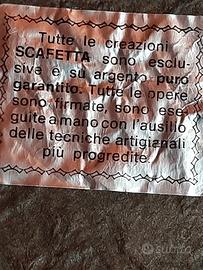 Tutte le creazioni
SCAFETTA sono esclu-
sive e su argento puro
garantito. Tutte le opere
sono firmate, sono ese-
guite a mano con l'ausilio
delle tecniche artigianali
più progredite.
subito